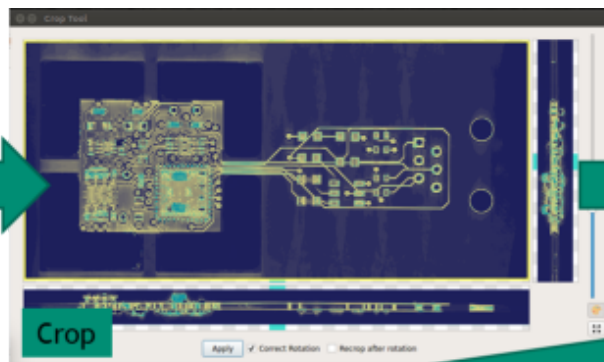 Crop Tool
Crop
Apply
✓ Correct Rotation
Recrop after rotation